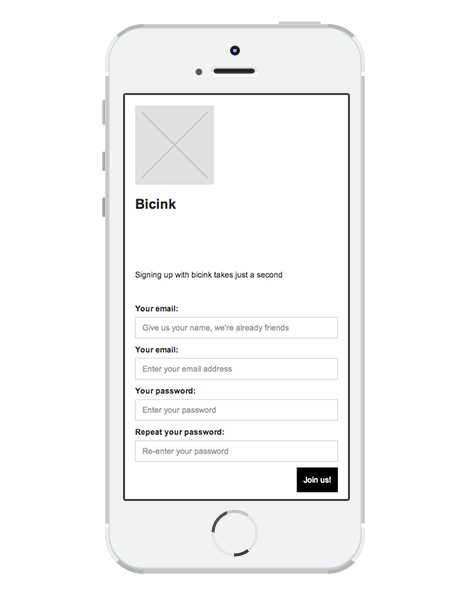 Bicink
Signing up with bicink takes just a second
Your email:
Give us your name, we're already friends
Your email:
Enter your email address
Your password:
Enter your password
Repeat your password:
Re-enter your password
Join us!